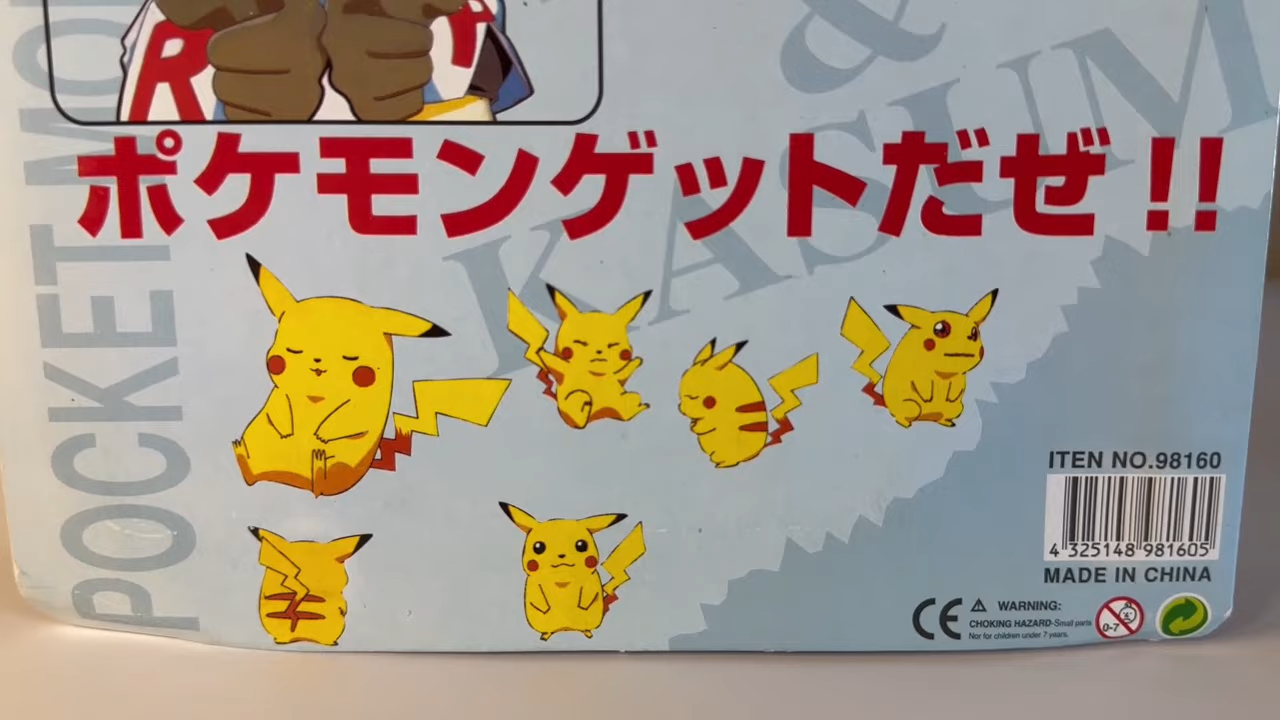 R
ポケモンゲットだぜ!!
&
KASUM
POCKET MO
ITEN NO.98160
4 325148 981605
MADE IN CHINA
CE
WARNING:
CHOKING HAZARD-Small parts
Not for children under 7 years.
0-7